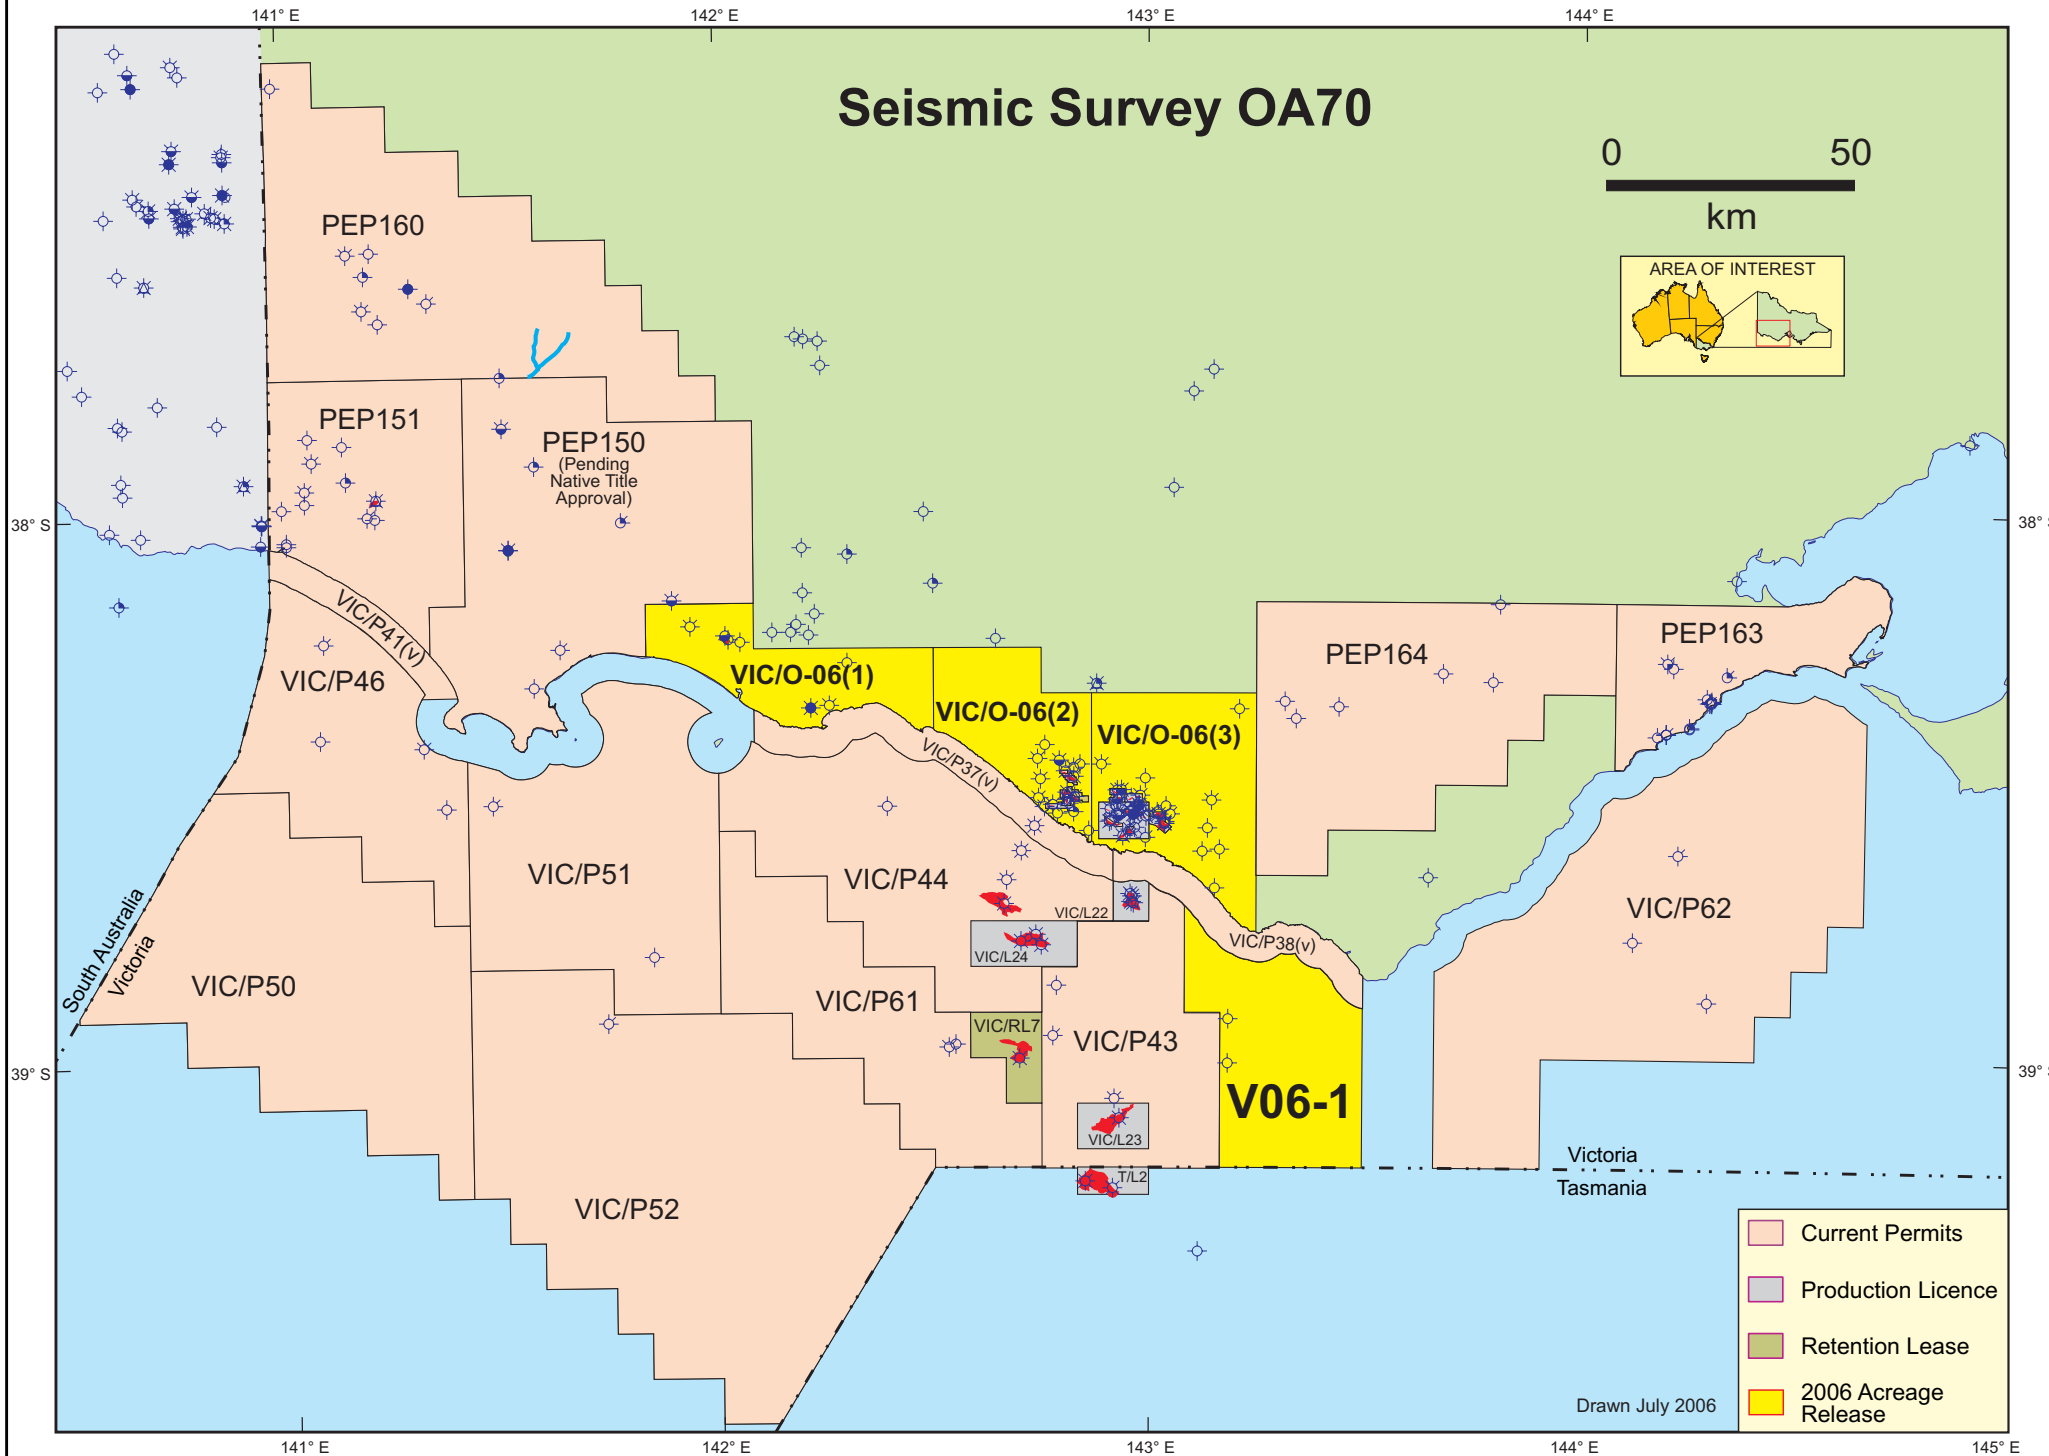 141° E
142° E
143° E
144° E
Seismic Survey OA70
0
50
km
AREA OF INTEREST
PEP160
PEP151
PEP150
(Pending
Native Title
Approval)
38° S
38° S
VIC/P41(v)
VIC/P46
VIC/O-06(1)
VIC/O-06(2)
VIC/O-06(3)
PEP164
PEP163
VIC/P37(v)
VIC/P51
VIC/P44
VIC/L22
VIC/P62
VIC/P38(v)
VIC/L24
South Australia
Victoria
VIC/P50
VIC/P61
VIC/RL7
VIC/P43
39° S
39° S
V06-1
VIC/L23
T/L2
Victoria
Tasmania
VIC/P52
Current Permits
Production Licence
Retention Lease
2006 Acreage
Release
Drawn July 2006
141° E
142° E
143° E
144° E
145° E